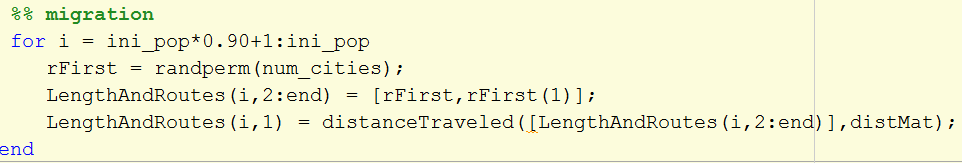 %% migration
for i = ini_pop*0.90+1:ini_pop
rFirst = randperm(num_cities);
LengthAndRoutes(i,2:end) = [rFirst,rFirst(1)];
LengthAndRoutes(i,1) = distanceTraveled([LengthAndRoutes(i,2:end)],distMat);
end